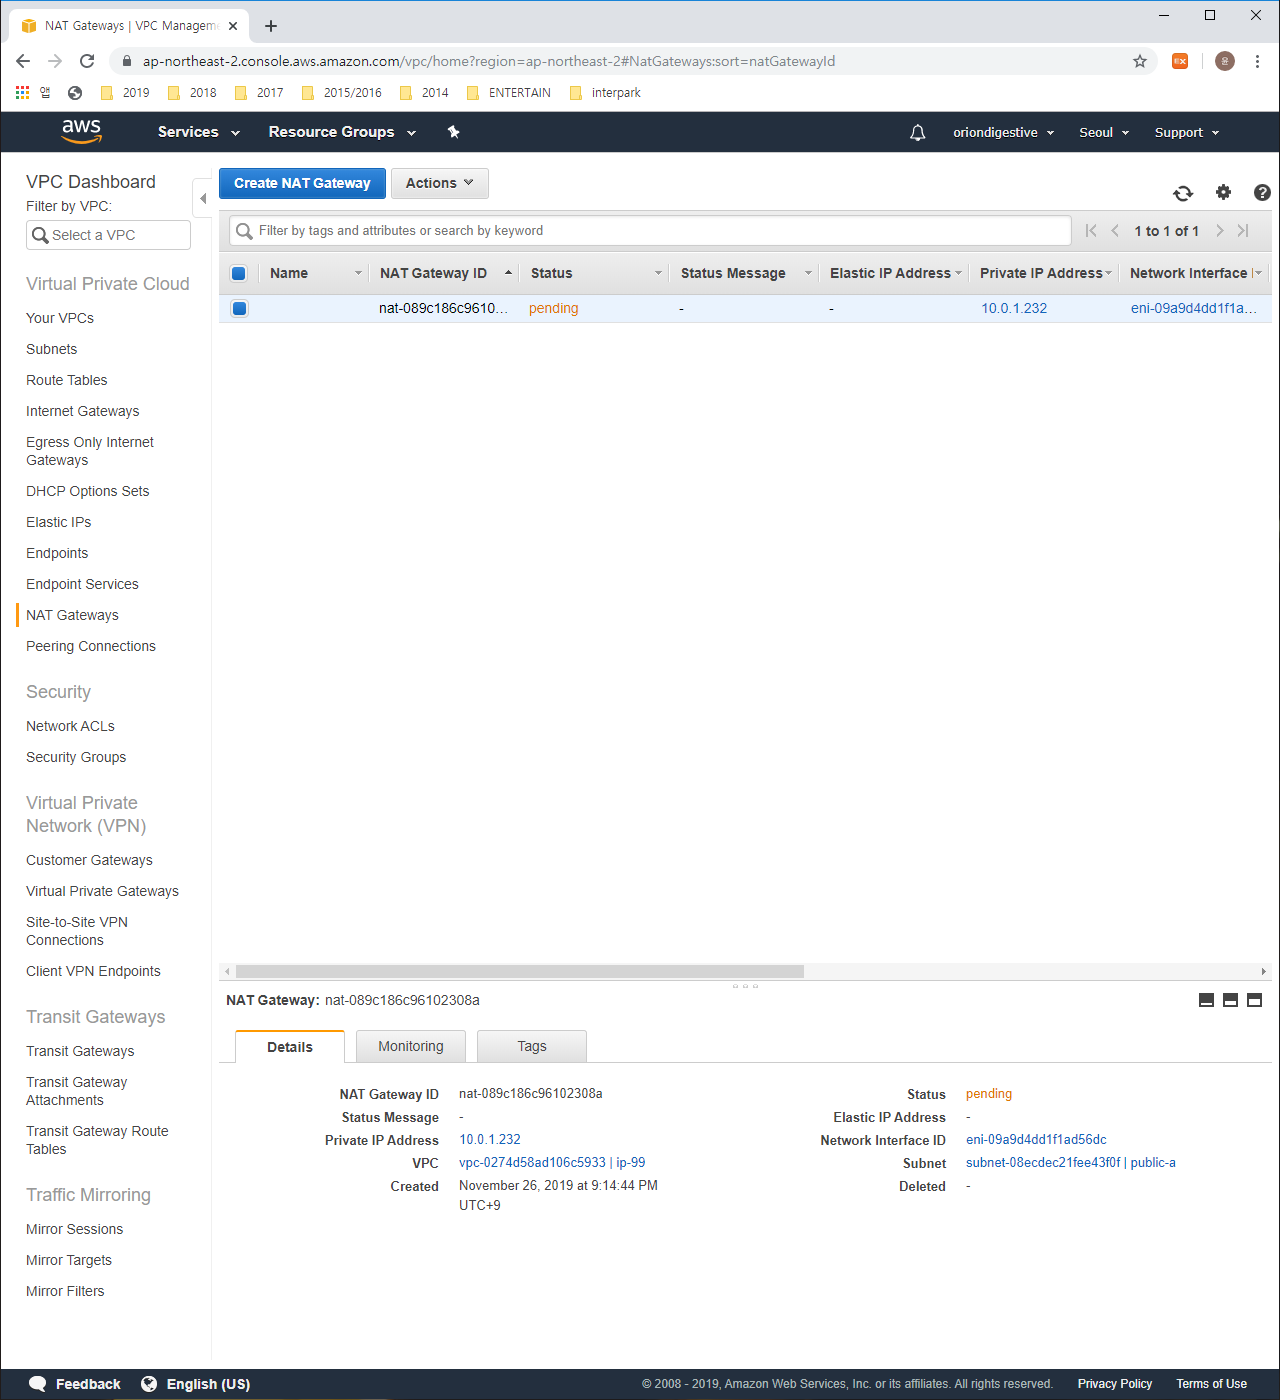 NAT Gateways | VPC Managem
ap-northeast-2.console.aws.amazon.com/vpc/home?region=ap-northeast-2#NatGateways:sort=natGatewayId
앱 2019 2018 2017 2015/2016 2014 ENTERTAIN interpark
aws Services Resource Groups oriondigestive Seoul Support
VPC Dashboard
Filter by VPC:
Select a VPC
Virtual Private Cloud
Your VPCs
Subnets
Route Tables
Internet Gateways
Egress Only Internet
Gateways
DHCP Options Sets
Elastic IPs
Endpoints
Endpoint Services
NAT Gateways
Peering Connections
Security
Network ACLs
Security Groups
Virtual Private
Network (VPN)
Customer Gateways
Virtual Private Gateways
Site-to-Site VPN
Connections
Client VPN Endpoints
Transit Gateways
Transit Gateways
Transit Gateway
Attachments
Transit Gateway Route
Tables
Traffic Mirroring
Mirror Sessions
Mirror Targets
Mirror Filters
Create NAT Gateway Actions
Filter by tags and attributes or search by keyword 1 to 1 of 1
Name NAT Gateway ID Status Status Message Elastic IP Address Private IP Address Network Interface
nat-089c186c9610... pending - - 10.0.1.232 eni-09a9d4dd1f1a...
NAT Gateway: nat-089c186c96102308a
Details Monitoring Tags
NAT Gateway ID nat-089c186c96102308a Status pending
Status Message - Elastic IP Address -
Private IP Address 10.0.1.232 Network Interface ID eni-09a9d4dd1f1ad56dc
VPC vpc-0274d58ad106c5933 | ip-99 Subnet subnet-08ecdec21fee43f0f | public-a
Created November 26, 2019 at 9:14:44 PM Deleted -
UTC+9
Feedback English (US) © 2008 - 2019, Amazon Web Services, Inc. or its affiliates. All rights reserved. Privacy Policy Terms of Use